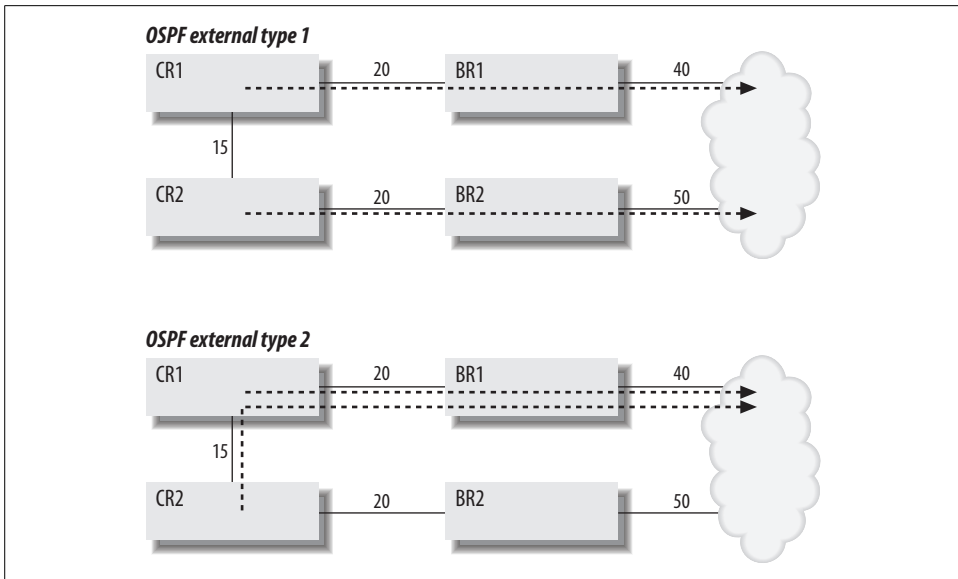 OSPF external type 1
CR1 20 BR1 40
15
CR2 20 BR2 50
OSPF external type 2
CR1 20 BR1 40
15
CR2 20 BR2 50